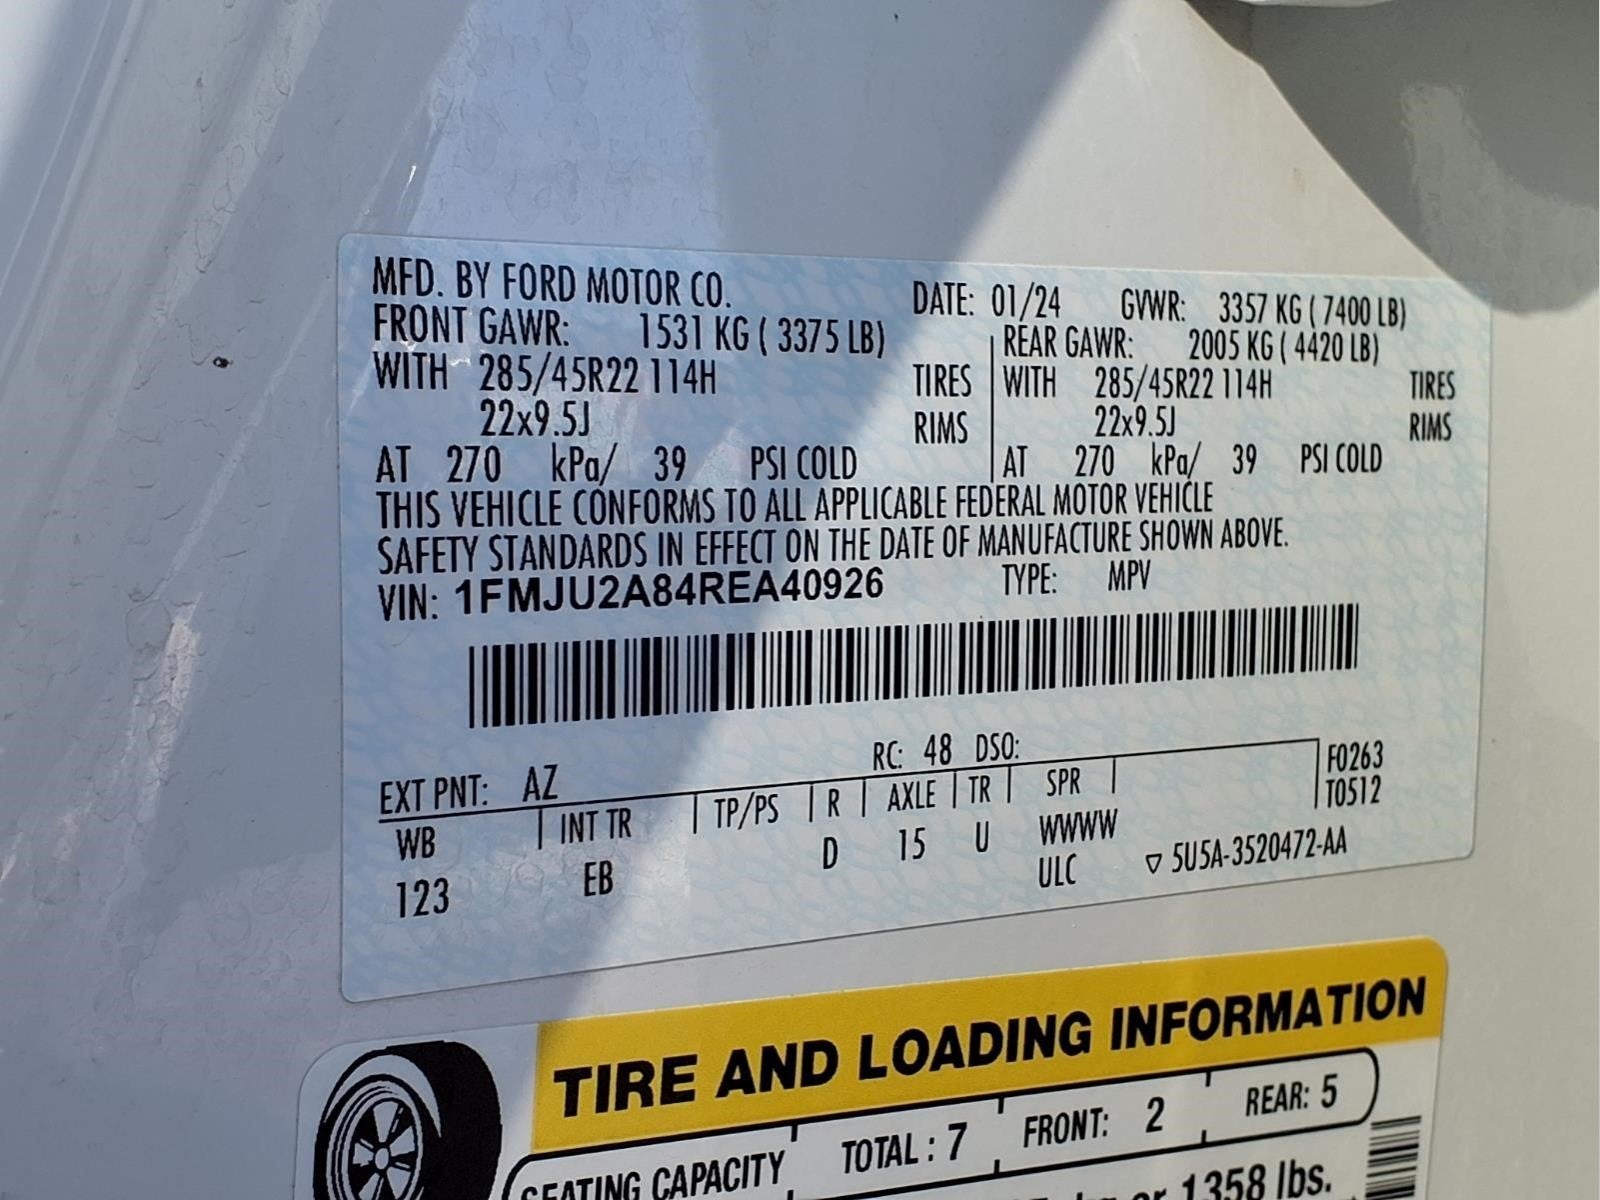 MFD. BY FORD MOTOR CO.
DATE: 01/24 GVWR: 3357 KG ( 7400 LB)
FRONT GAWR: 1531 KG ( 3375 LB) REAR GAWR: 2005 KG ( 4420 LB)
WITH 285/45R22 114H TIRES WITH 285/45R22 114H TIRES
22x9.5J RIMS 22x9.5J RIMS
AT 270 kPa/ 39 PSI COLD AT 270 kPa/ 39 PSI COLD
THIS VEHICLE CONFORMS TO ALL APPLICABLE FEDERAL MOTOR VEHICLE
SAFETY STANDARDS IN EFFECT ON THE DATE OF MANUFACTURE SHOWN ABOVE.
VIN: 1FMJU2A84REA40926 TYPE: MPV
EXT PNT: AZ RC: 48 DSO: F0263
WB INT TR TP/PS R AXLE TR SPR T0512
123 EB D 15 U WWWW
ULC ▽ 5U5A-3520472-AA
TIRE AND LOADING INFORMATION
SEATING CAPACITY TOTAL : 7 FRONT: 2 REAR: 5
kg or 1358 lbs.